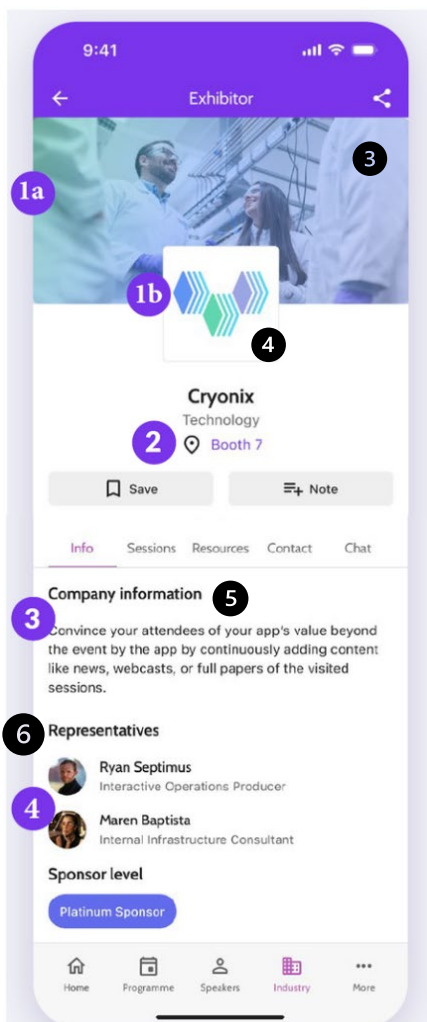 9:41
Exhibitor
3
1a
1b
4
Cryonix
Technology
2 Booth 7
Save Note
Info Sessions Resources Contact Chat
Company information 5
3
Convince your attendees of your app's value beyond
the event by the app by continuously adding content
like news, webcasts, or full papers of the visited
sessions.
6 Representatives
Ryan Septimus
Interactive Operations Producer
4
Maren Baptista
Internal Infrastructure Consultant
Sponsor level
Platinum Sponsor
Home Programme Speakers Industry More